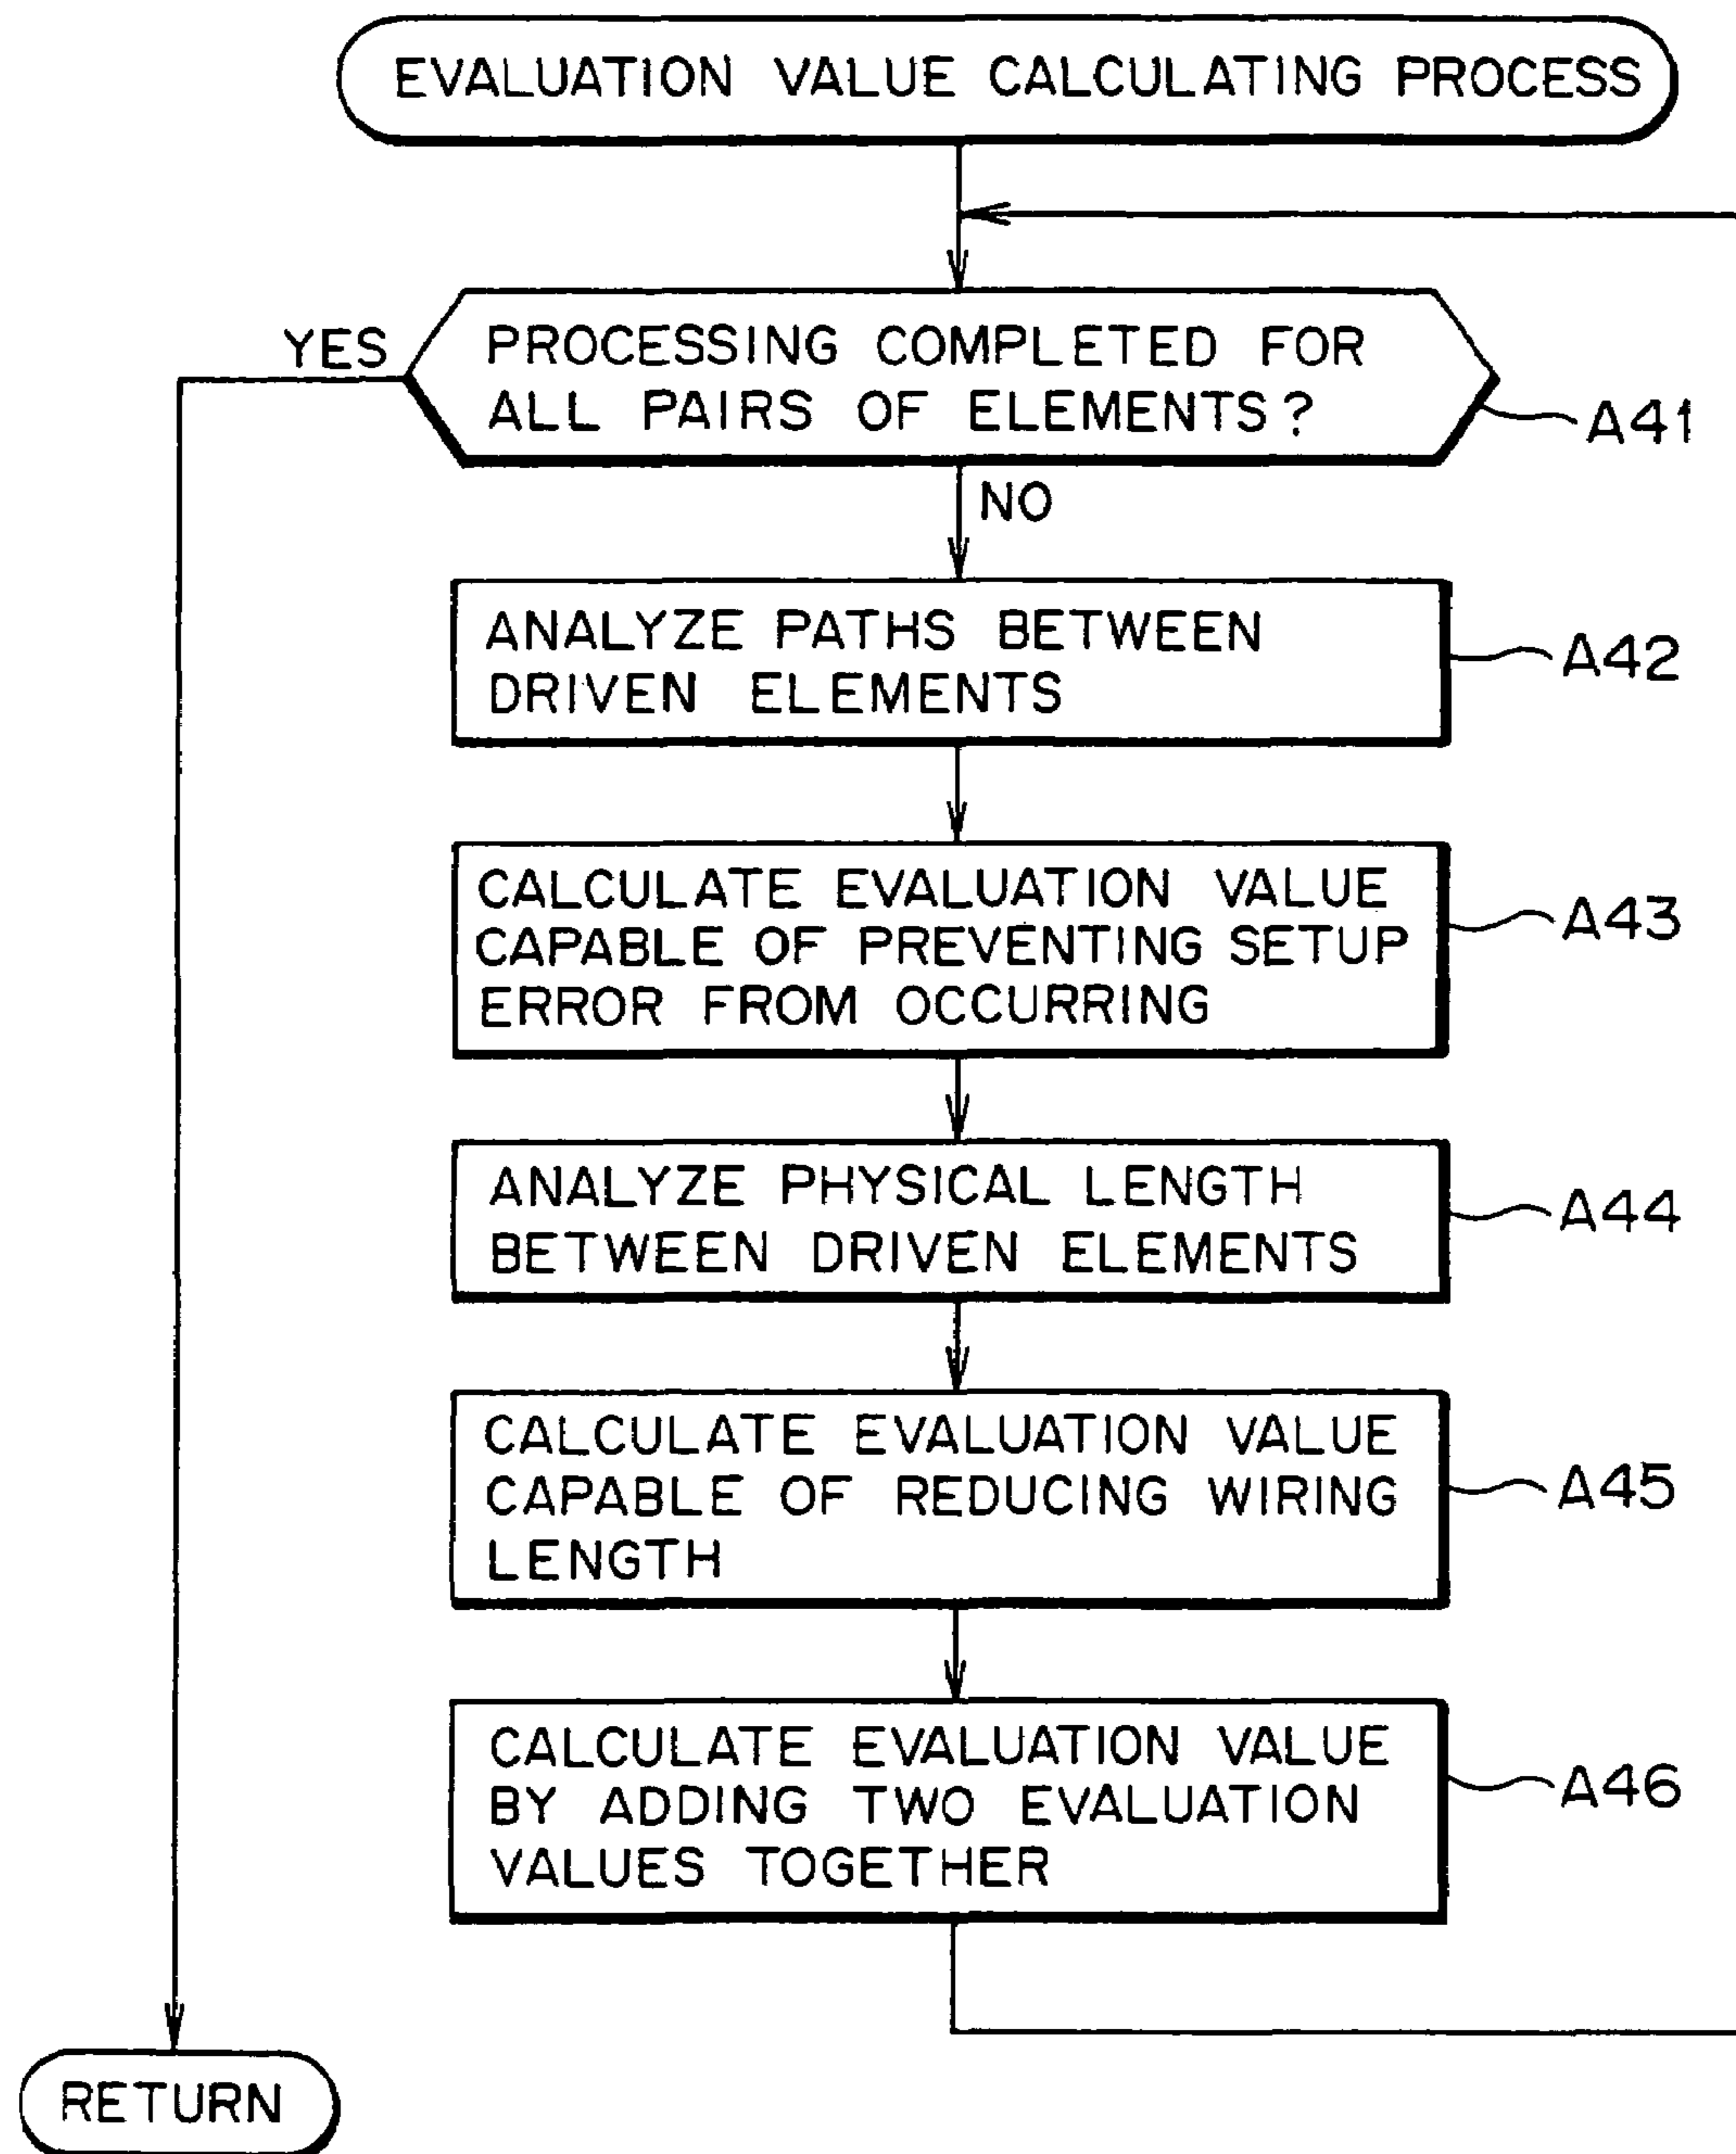 EVALUATION VALUE CALCULATING PROCESS
YES
PROCESSING COMPLETED FOR
ALL PAIRS OF ELEMENTS?
A41
NO
ANALYZE PATHS BETWEEN
DRIVEN ELEMENTS
A42
CALCULATE EVALUATION VALUE
CAPABLE OF PREVENTING SETUP
ERROR FROM OCCURRING
A43
ANALYZE PHYSICAL LENGTH
BETWEEN DRIVEN ELEMENTS
A44
CALCULATE EVALUATION VALUE
CAPABLE OF REDUCING WIRING
LENGTH
A45
CALCULATE EVALUATION VALUE
BY ADDING TWO EVALUATION
VALUES TOGETHER
A46
RETURN